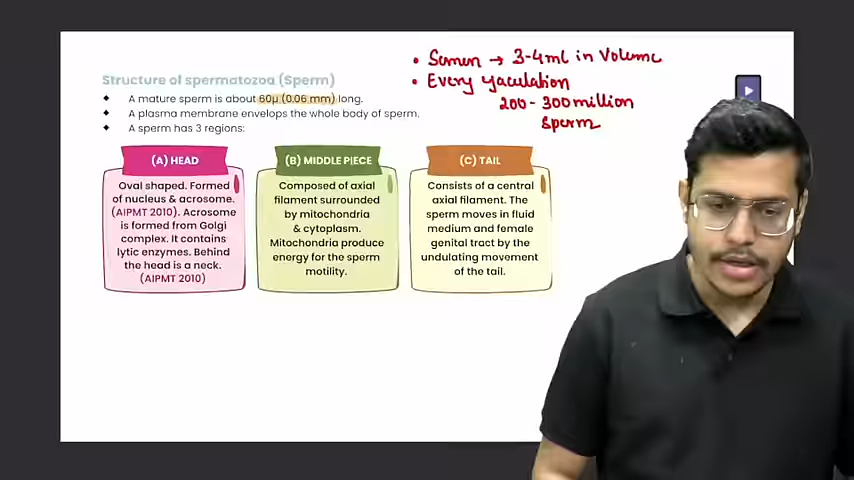 • Semen → 3-4ml in Volume
Structure of spermatozoa (Sperm)
• Every yaculation
200 - 300 million
Sperm
A mature sperm is about 60µ (0.06 mm) long.
A plasma membrane envelops the whole body of sperm.
A sperm has 3 regions:
(A) HEAD
Oval shaped. Formed
of nucleus & acrosome.
(AIPMT 2010). Acrosome
is formed from Golgi
complex. It contains
lytic enzymes. Behind
the head is a neck.
(AIPMT 2010)
(B) MIDDLE PIECE
Composed of axial
filament surrounded
by mitochondria
& cytoplasm.
Mitochondria produce
energy for the sperm
motility.
(C) TAIL
Consists of a central
axial filament. The
sperm moves in fluid
medium and female
genital tract by the
undulating movement
of the tail.